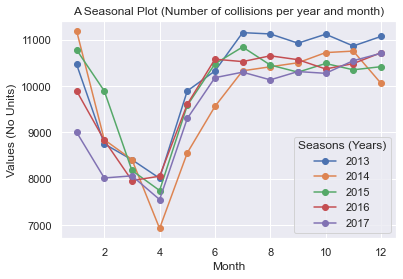 A Seasonal Plot (Number of collisions per year and month)
11000
10000
9000
8000
7000
Values (No Units)
Seasons (Years)
2013
2014
2015
2016
2017
2 4 6 8 10 12
Month